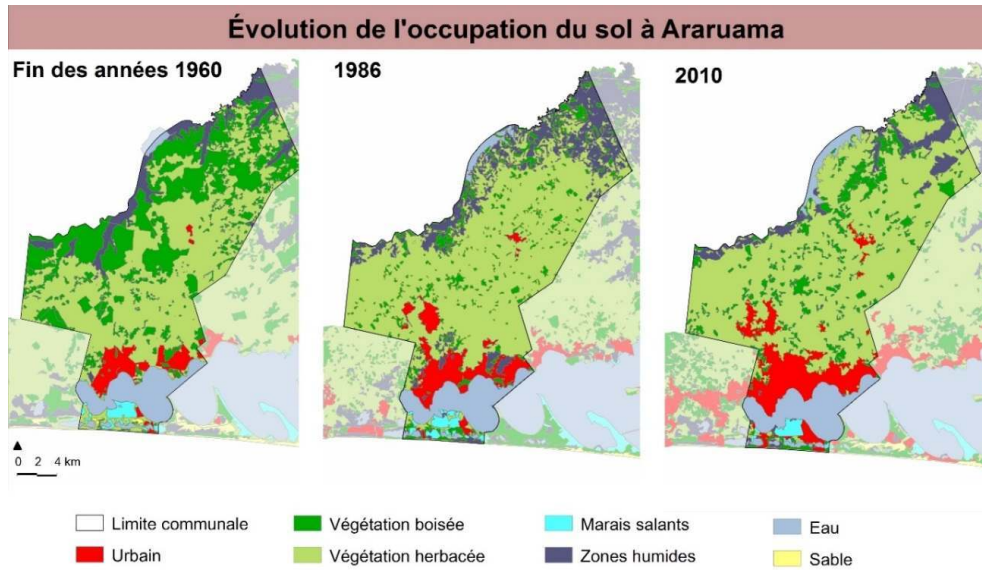 Évolution de l'occupation du sol à Araruama
Fin des années 1960
1986
2010
0 2 4 km
Limite communale
Végétation boisée
Marais salants
Eau
Urbain
Végétation herbacée
Zones humides
Sable